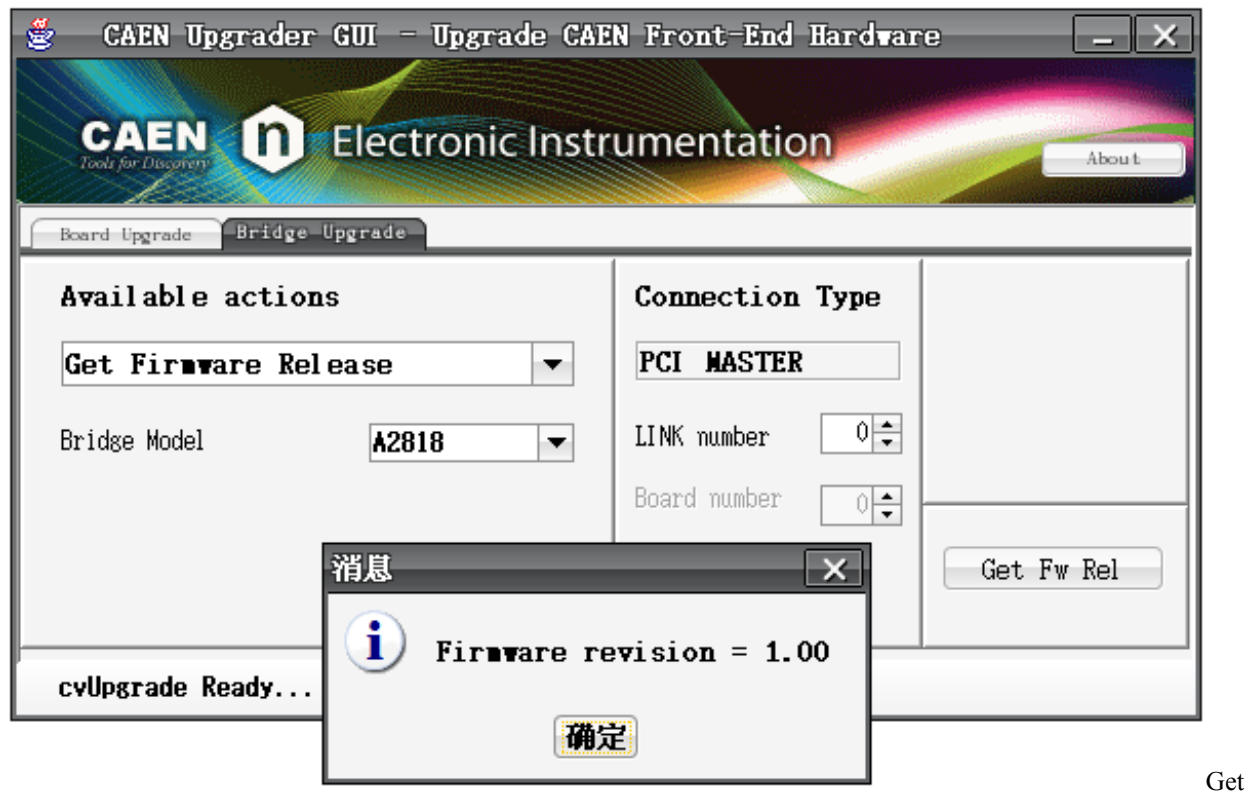 CAEN Upgrader GUI - Upgrade CAEN Front-End Hardware
CAEN n Electronic Instrumentation
Tools for Discovery
About
Board Upgrade Bridge Upgrade
Available actions
Get Firmware Release
Bridge Model A2818
Connection Type
PCI MASTER
LINK number 0
Board number 0
Get Fw Rel
消息
Firmware revision = 1.00
确定
cvUpgrade Ready...
Get